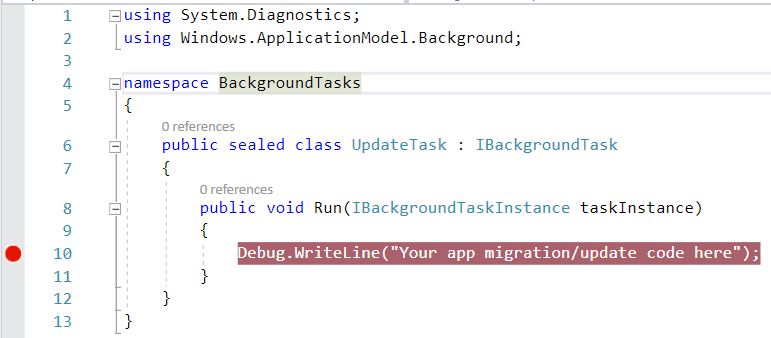 1 using System.Diagnostics;
2 using Windows.ApplicationModel.Background;
3
4 namespace BackgroundTasks
5 {
0 references
6 public sealed class UpdateTask : IBackgroundTask
7 {
0 references
8 public void Run(IBackgroundTaskInstance taskInstance)
9 {
10 Debug.WriteLine("Your app migration/update code here");
11 }
12 }
13 }